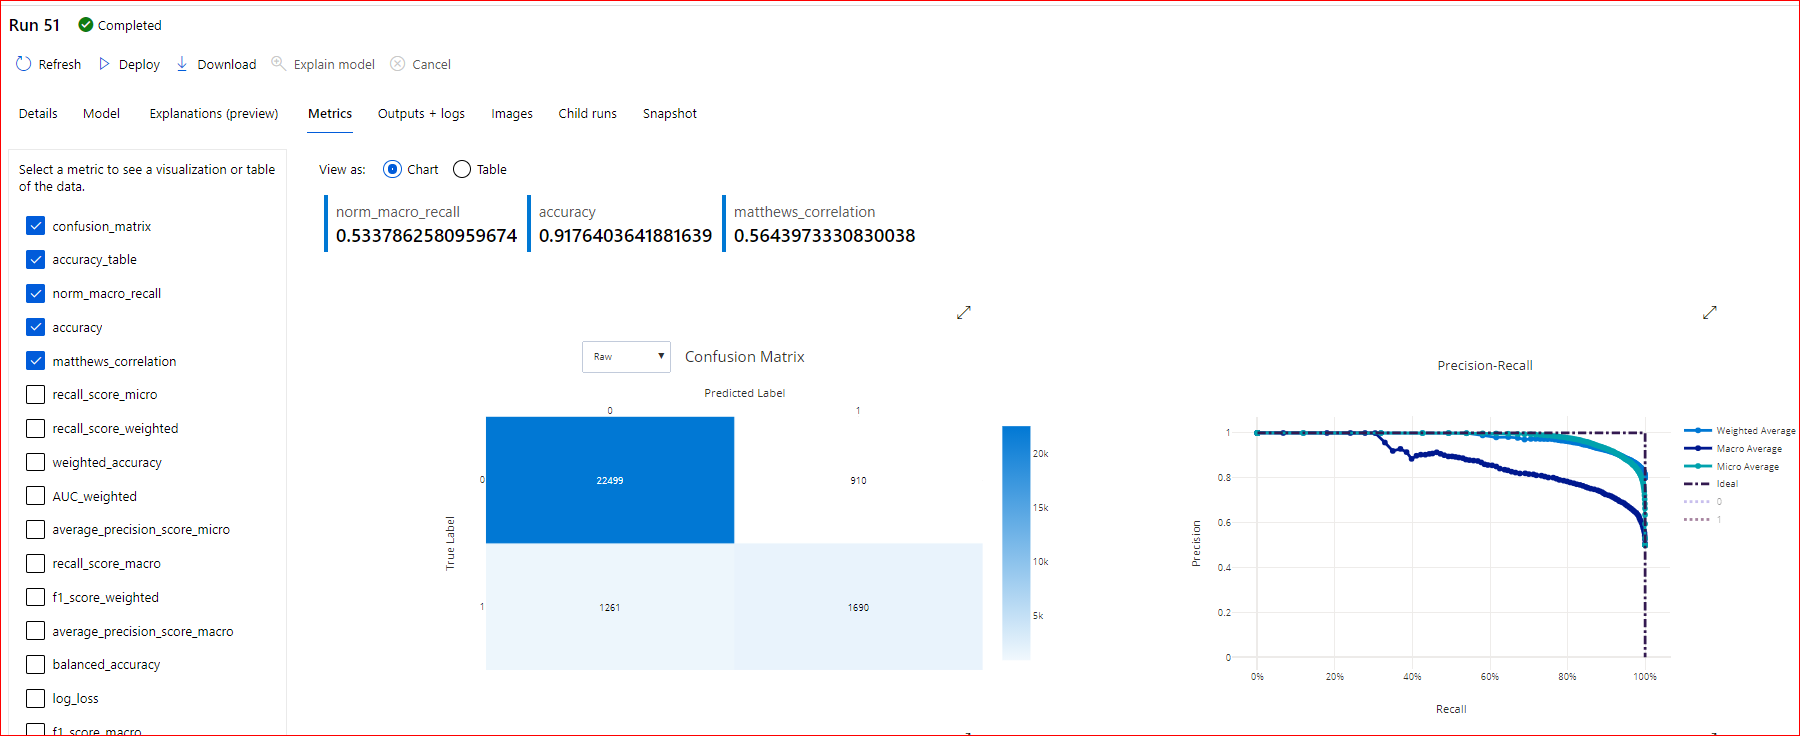 Run 51 Completed
Refresh Deploy Download Explain model Cancel
Details Model Explanations (preview) Metrics Outputs + logs Images Child runs Snapshot
Select a metric to see a visualization or table
of the data.
confusion_matrix
accuracy_table
norm_macro_recall
accuracy
matthews_correlation
recall_score_micro
recall_score_weighted
weighted_accuracy
AUC_weighted
average_precision_score_micro
recall_score_macro
f1_score_weighted
average_precision_score_macro
balanced_accuracy
log_loss
f1_score_macro
View as: Chart Table
norm_macro_recall accuracy matthews_correlation
0.5337862580959674 0.9176403641881639 0.5643973330830038
Raw Confusion Matrix
Predicted Label
0 1
True Label
0 22499 910
1 1261 1690
20k
15k
10k
5k
Precision-Recall
Precision
1
0.8
0.6
0.4
0.2
0
0% 20% 40% 60% 80% 100%
Recall
Weighted Average
Macro Average
Micro Average
Ideal
0
1